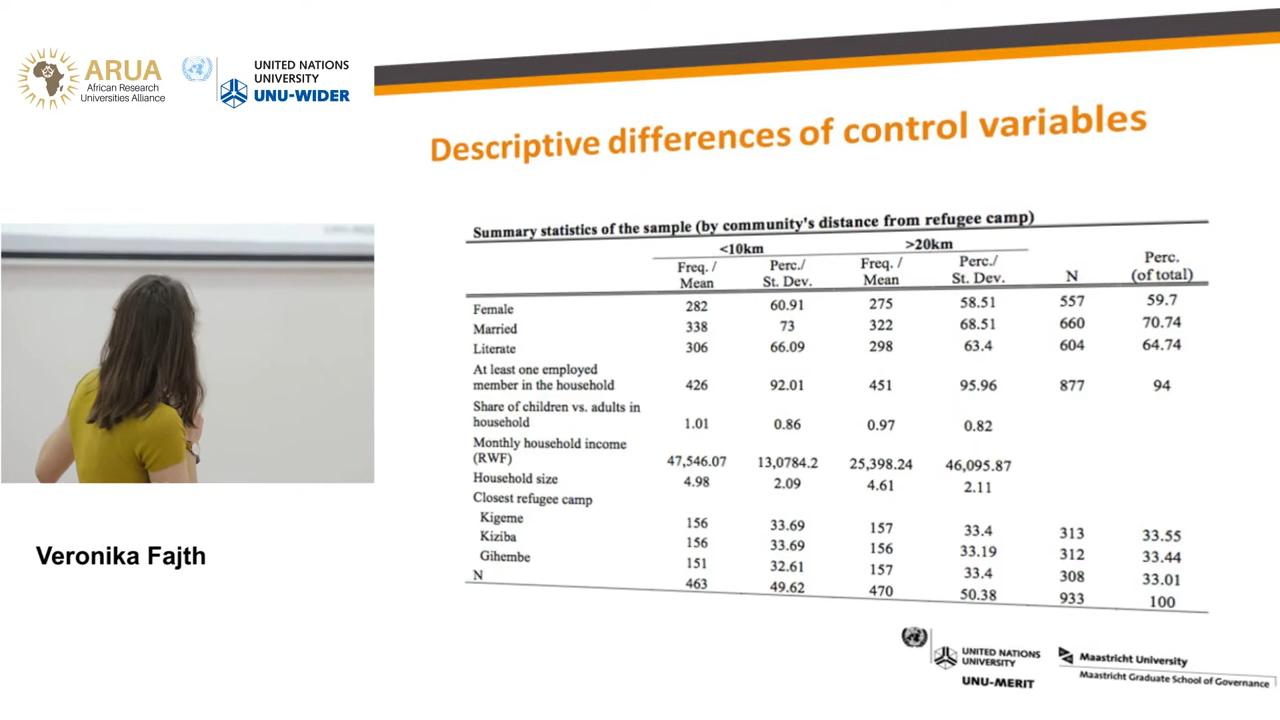 ARUA
African Research
Universities Alliance
UNITED NATIONS
UNIVERSITY
UNU-WIDER
Descriptive differences of control variables
Summary statistics of the sample (by community's distance from refugee camp)
<10km >20km
Freq. / Mean Perc./ St. Dev. Freq. / Mean Perc./ St. Dev. N Perc. (of total)
Female 282 60.91 275 58.51 557 59.7
Married 338 73 322 68.51 660 70.74
Literate 306 66.09 298 63.4 604 64.74
At least one employed
member in the household 426 92.01 451 95.96 877 94
Share of children vs. adults in
household 1.01 0.86 0.97 0.82
Monthly household income
(RWF) 47,546.07 13,0784.2 25,398.24 46,095.87
Household size 4.98 2.09 4.61 2.11
Closest refugee camp
Kigeme 156 33.69 157 33.4 313 33.55
Kiziba 156 33.69 156 33.19 312 33.44
Gihembe 151 32.61 157 33.4 308 33.01
N 463 49.62 470 50.38 933 100
Veronika Fajth
UNITED NATIONS
UNIVERSITY
UNU-MERIT
Maastricht University
Maastricht Graduate School of Governance